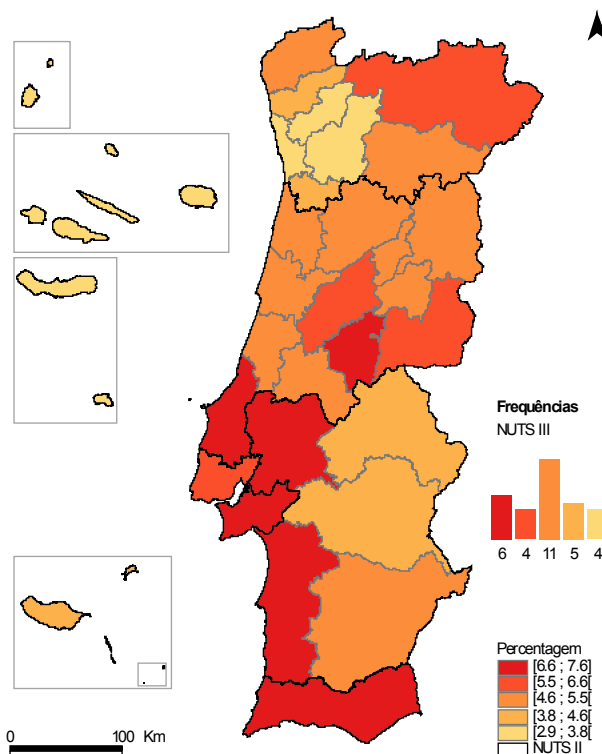 Frequências
NUTS III
6 4 11 5 4
Percentagem
[6.6 ; 7.6]
[5.5 ; 6.6[
[4.6 ; 5.5[
[3.8 ; 4.6[
[2.9 ; 3.8[
NUTS II
0 100 Km